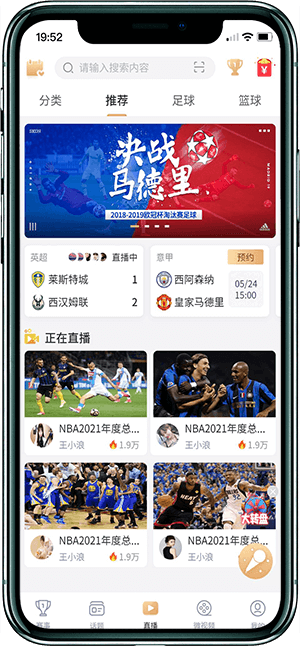 19:52
请输入搜索内容
分类 推荐 足球 篮球
决战
马德里
2018-2019欧冠杯淘汰赛足球
英超 直播中
莱斯特城 1
西汉姆联 2
意甲 预约
西阿森纳
皇家马德里
05/24
15:00
正在直播
NBA2021年度总...
王小浪 1.9万
NBA2021年度总...
王小浪 1.9万
大转盘
NBA2021年度总...
王小浪 1.9万
NBA2021年度总...
王小浪
赛事 话题 直播 微视频 我的